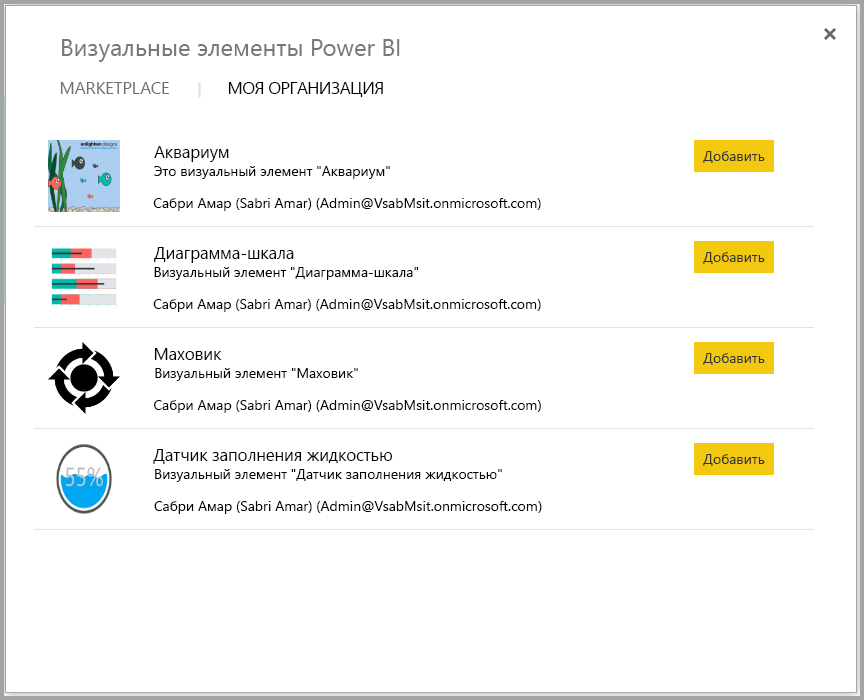 Визуальные элементы Power BI
MARKETPLACE | МОЯ ОРГАНИЗАЦИЯ
enlighten designs
Аквариум
Это визуальный элемент "Аквариум"
Сабри Амар (Sabri Amar) (Admin@VsabMsit.onmicrosoft.com)
Добавить
Диаграмма-шкала
Визуальный элемент "Диаграмма-шкала"
Сабри Амар (Sabri Amar) (Admin@VsabMsit.onmicrosoft.com)
Добавить
Маховик
Визуальный элемент "Маховик"
Сабри Амар (Sabri Amar) (Admin@VsabMsit.onmicrosoft.com)
Добавить
55%
Датчик заполнения жидкостью
Визуальный элемент "Датчик заполнения жидкостью"
Сабри Амар (Sabri Amar) (Admin@VsabMsit.onmicrosoft.com)
Добавить